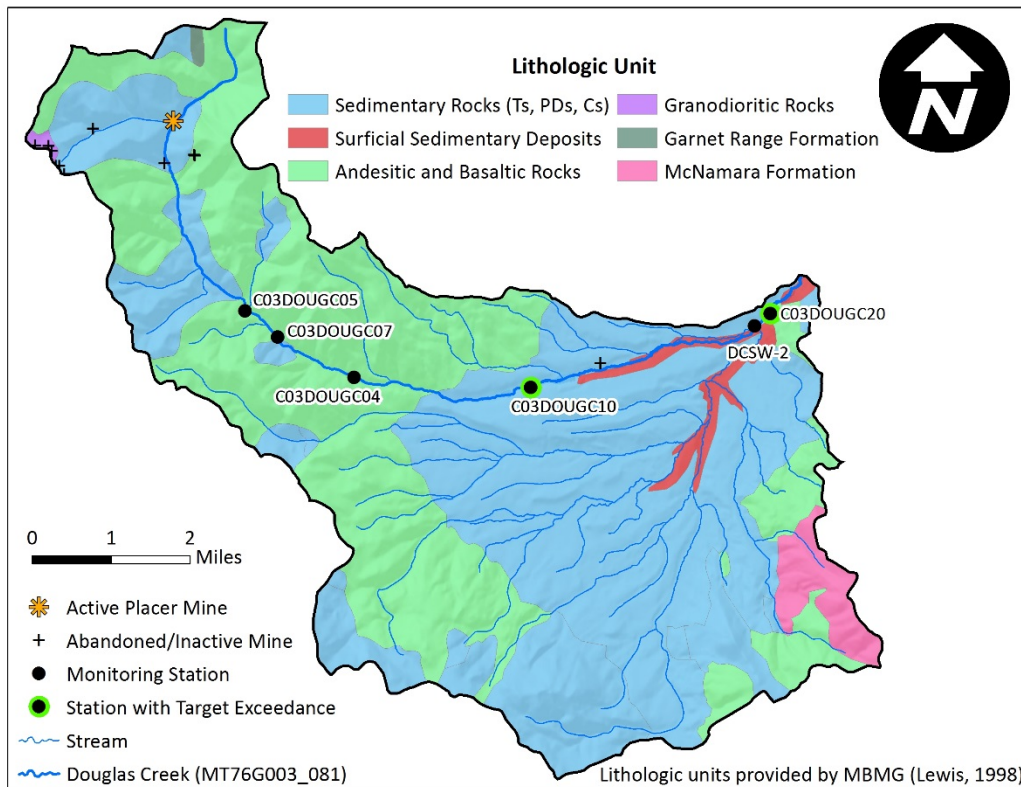 Lithologic Unit
Sedimentary Rocks (Ts, PDs, Cs)
Surficial Sedimentary Deposits
Andesitic and Basaltic Rocks
Granodioritic Rocks
Garnet Range Formation
McNamara Formation
N
C03DOUGC05
C03DOUGC07
C03DOUGC04
C03DOUGC10
C03DOUGC20
DCSW-2
0 1 2
Miles
Active Placer Mine
Abandoned/Inactive Mine
Monitoring Station
Station with Target Exceedance
Stream
Douglas Creek (MT76G003_081)
Lithologic units provided by MBMG (Lewis, 1998)